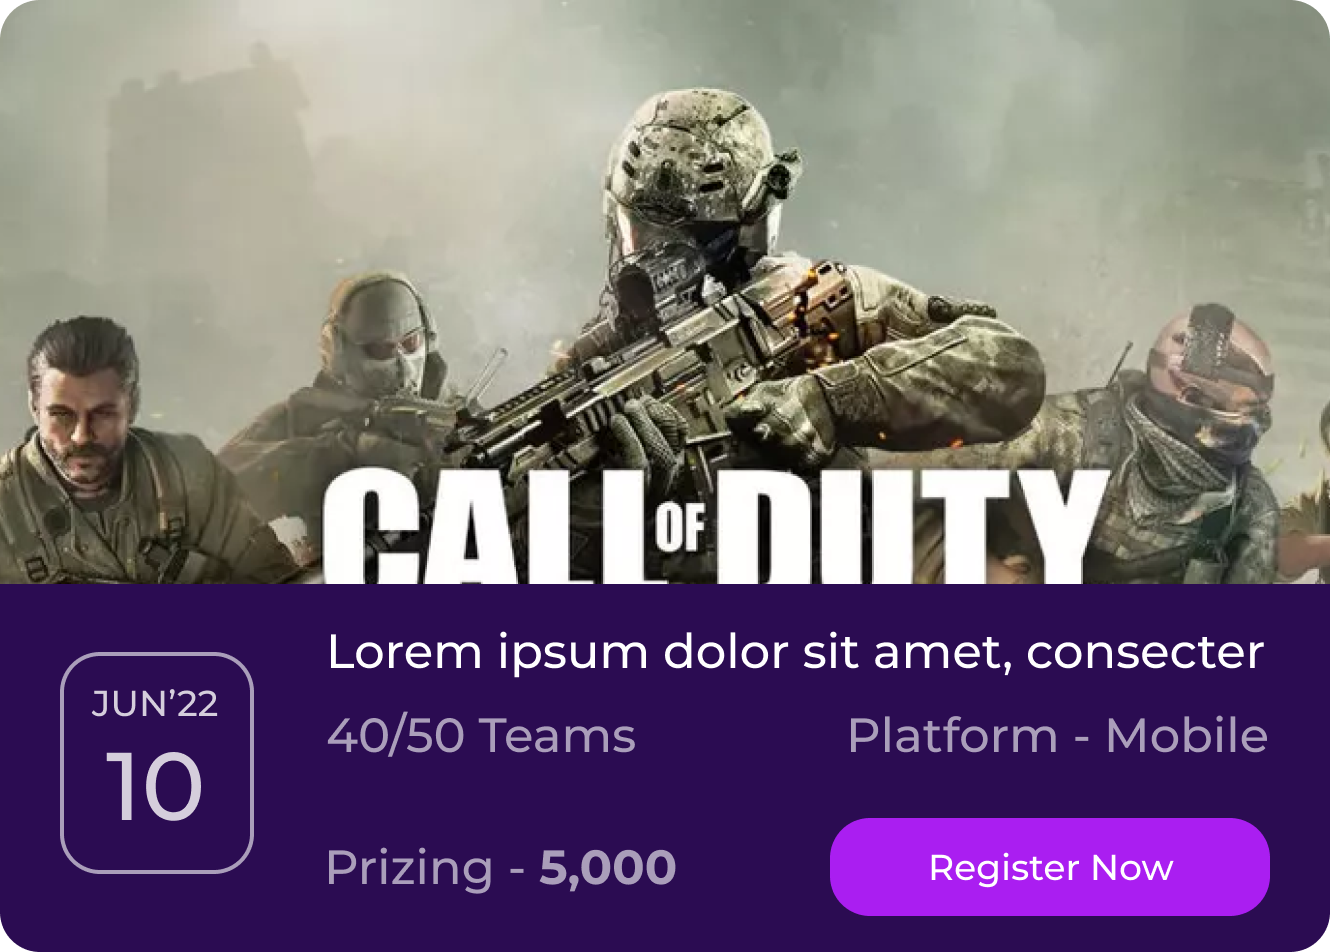 CALL OF DUTY
Lorem ipsum dolor sit amet, consecter
JUN’22
10
40/50 Teams
Platform - Mobile
Prizing - 5,000
Register Now